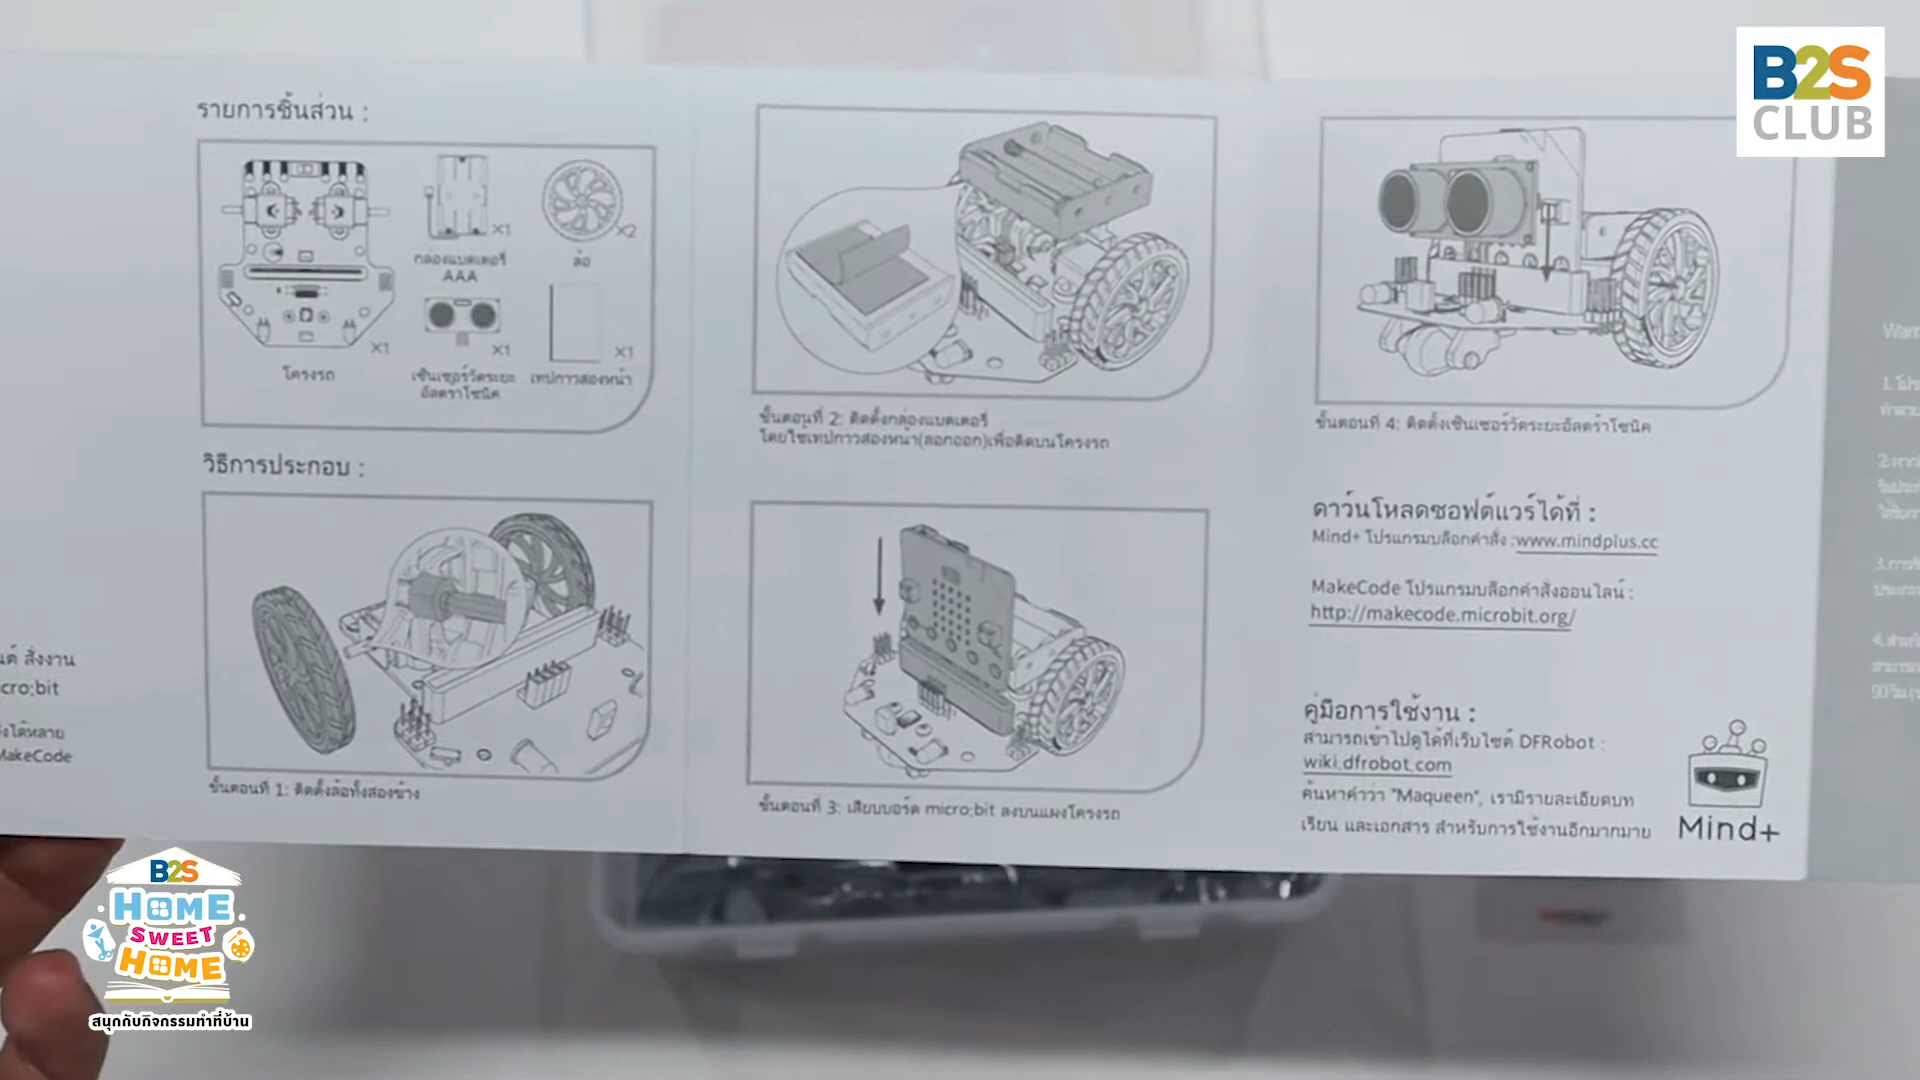 B2S
CLUB
รายการชิ้นส่วน :
X1
กล่องแบตเตอรี่
AAA
X2
ล้อ
X1
โครงรถ
X1
เซ็นเซอร์วัดระยะ
อัลตราโซนิค
X1
เทปกาวสองหน้า
วิธีการประกอบ :
ขั้นตอนที่ 1: ติดตั้งล้อทั้งสองข้าง
ขั้นตอนที่ 2: ติดตั้งกล่องแบตเตอรี่
โดยใช้เทปกาวสองหน้า(ลอกออก)เพื่อติดบนโครงรถ
ขั้นตอนที่ 3: เสียบบอร์ด micro:bit ลงบนแผงโครงรถ
ขั้นตอนที่ 4: ติดตั้งเซ็นเซอร์วัดระยะอัลตร้าโซนิค
ดาว์นโหลดซอฟต์แวร์ได้ที่ :
Mind+ โปรแกรมบล็อกคำสั่ง :www.mindplus.cc
MakeCode โปรแกรมบล็อกคำสั่งออนไลน์ :
http://makecode.microbit.org/
คู่มือการใช้งาน :
สามารถเข้าไปดูได้ที่เว็บไซต์ DFRobot :
wiki.dfrobot.com
ค้นหาคำว่า "Maqueen", เรามีรายละเอียดบท
เรียน และเอกสาร สำหรับการใช้งานอีกมากมาย
Mind+
สั่งงาน
cro:bit
ได้หลาย
MakeCode
B2S
HOME
SWEET
HOME
สนุกกับกิจกรรมทำที่บ้าน